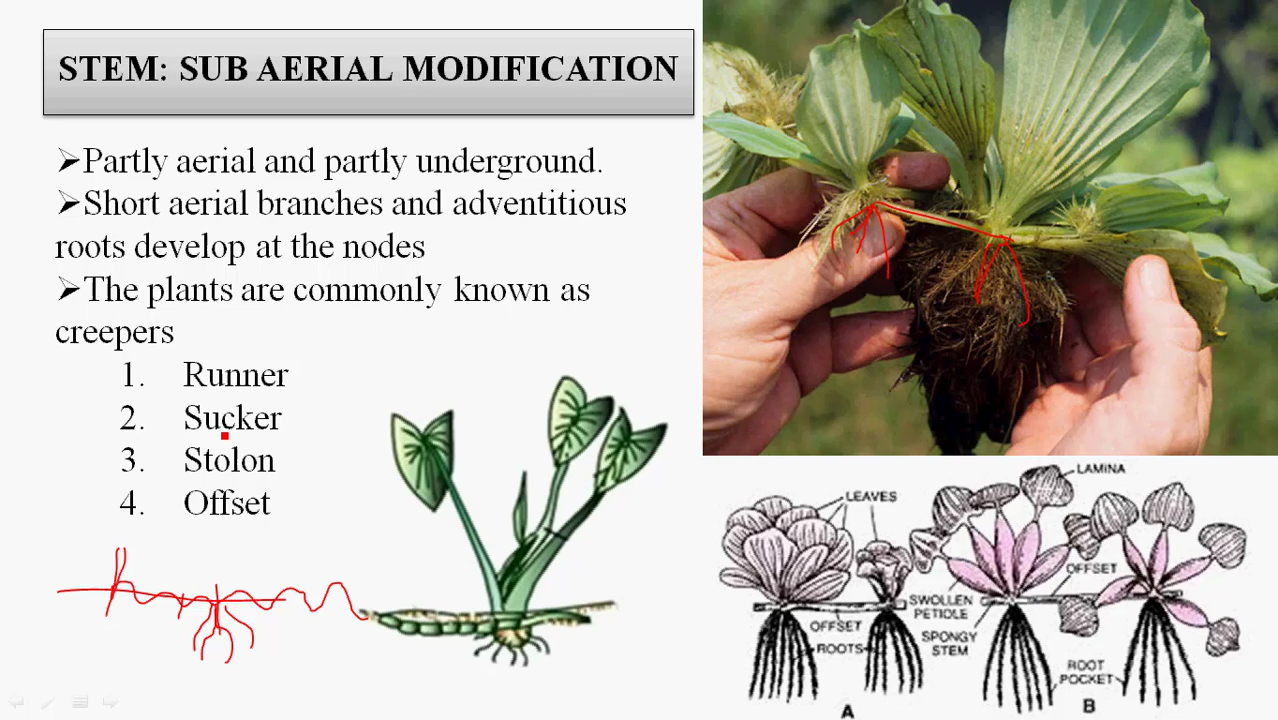 STEM: SUB AERIAL MODIFICATION
➢Partly aerial and partly underground.
➢Short aerial branches and adventitious
roots develop at the nodes
➢The plants are commonly known as
creepers
1. Runner
2. Sucker
3. Stolon
4. Offset
LAMINA
LEAVES
OFFSET
SWOLLEN
PETIOLE
OFFSET
SPONGY
STEM
ROOTS
ROOT
POCKET
A
B